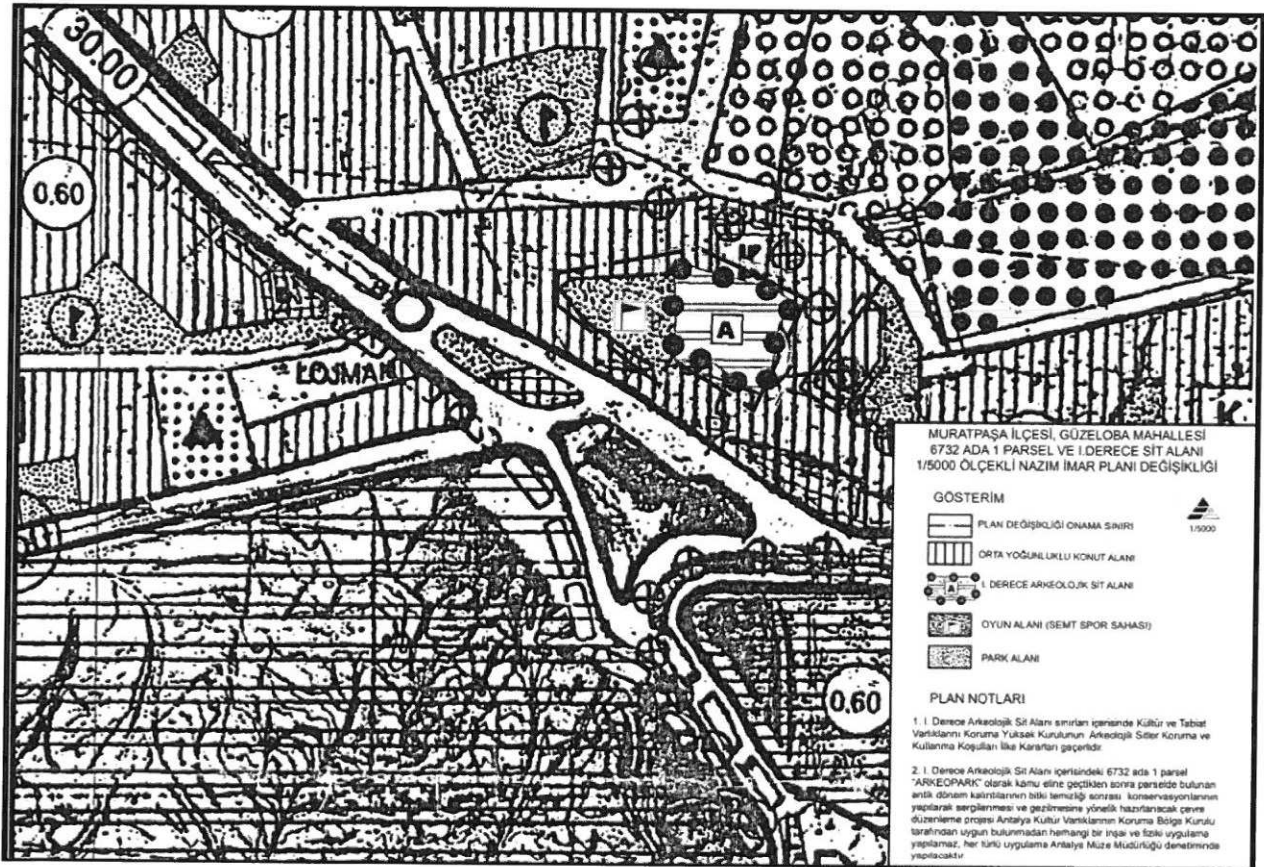 30.00
0.60
A
LOJMAN
K
0.60
MURATPAŞA İLÇESİ, GÜZELOBA MAHALLESİ
6732 ADA 1 PARSEL VE I.DERECE SİT ALANI
1/5000 ÖLÇEKLİ NAZIM İMAR PLANI DEĞİŞİKLİĞİ
GÖSTERİM
1/5000
PLAN DEĞİŞİKLİĞİ ONAMA SINIRI
ORTA YOĞUNLUKLU KONUT ALANI
A
I. DERECE ARKEOLOJİK SİT ALANI
OYUN ALANI (SEMT SPOR SAHASI)
PARK ALANI
PLAN NOTLARI
1. I. Derece Arkeolojik Sit Alanı sınırları içerisinde Kültür ve Tabiat
Varlıklarını Koruma Yüksek Kurulunun Arkeolojik Sitler Koruma ve
Kullanma Koşulları İlke Kararları geçerlidir.
2. I. Derece Arkeolojik Sit Alanı içerisindeki 6732 ada 1 parsel
"ARKEOPARK" olarak kamu eline geçtikten sonra parselde bulunan
antik dönem kalıntılarının bitki temizliği sonrası, konservasyonlarının
yapılarak sergilenmesi ve gezilmesine yönelik hazırlanacak çevre
düzenleme projesi Antalya Kültür Varlıklarının Koruma Bölge Kurulu
tarafından uygun bulunmadan herhangi bir inşai ve fiziki uygulama
yapılamaz, her türlü uygulama Antalya Müze Müdürlüğü denetiminde
yapılacaktır